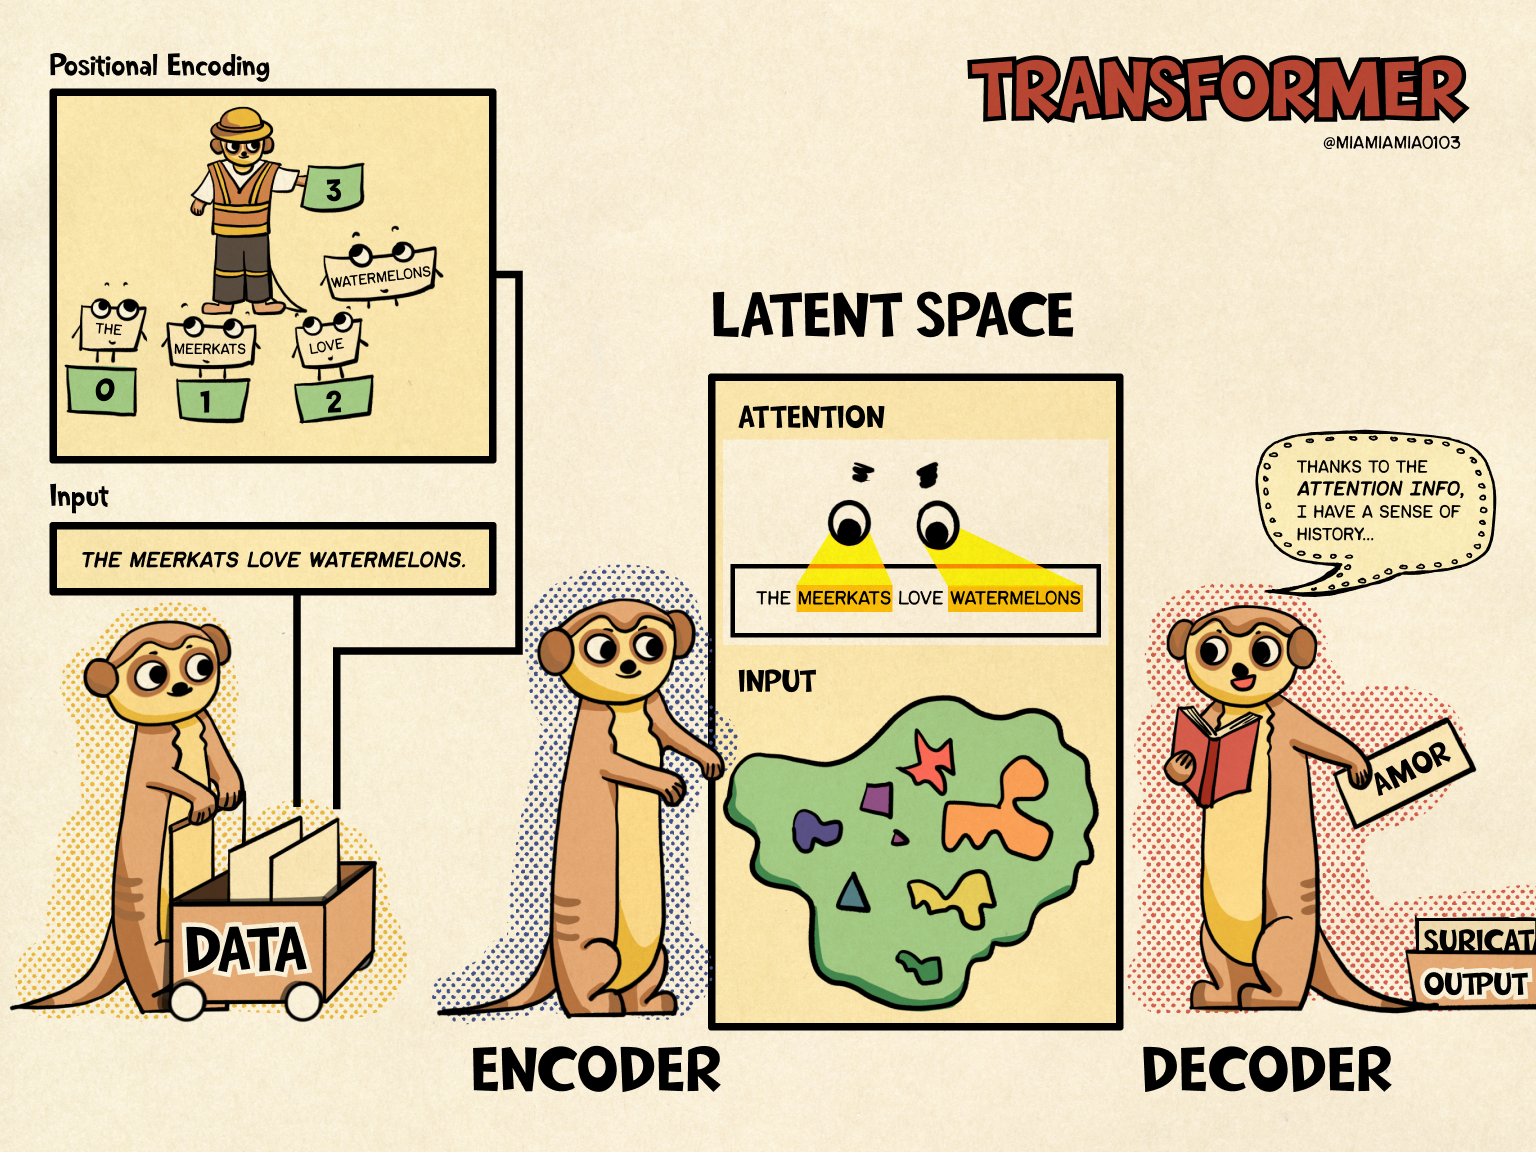 Positional Encoding
TRANSFORMER
@MIAMIAMIA0103
3
WATERMELONS
THE
MEERKATS
LOVE
0
1
2
Input
THE MEERKATS LOVE WATERMELONS.
DATA
ENCODER
LATENT SPACE
ATTENTION
THE MEERKATS LOVE WATERMELONS
INPUT
THANKS TO THE
ATTENTION INFO,
I HAVE A SENSE OF
HISTORY...
AMOR
SURICATA
OUTPUT
DECODER